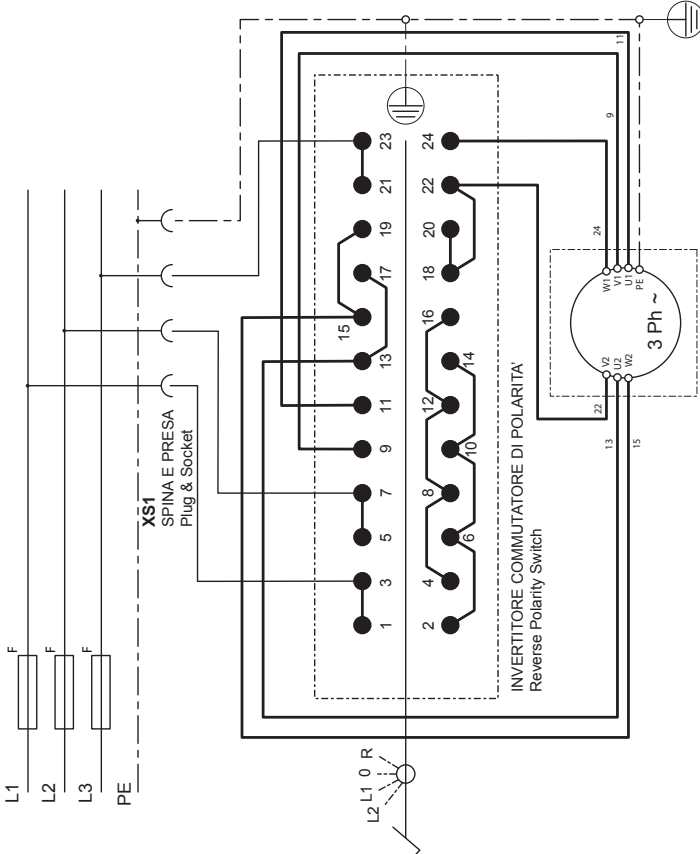 L1
L2
L3
PE
F
F
F
XS1
SPINA E PRESA
Plug & Socket
1
3
5
7
9
11
13
15
17
19
21
23
2
4
6
8
10
12
14
16
18
20
22
24
L2 L1 0 R
INVERTITORE COMMUTATORE DI POLARITA'
Reverse Polarity Switch
11
9
24
22
13
15
W1
V1
U1
PE
V2
U2
W2
3 Ph ~